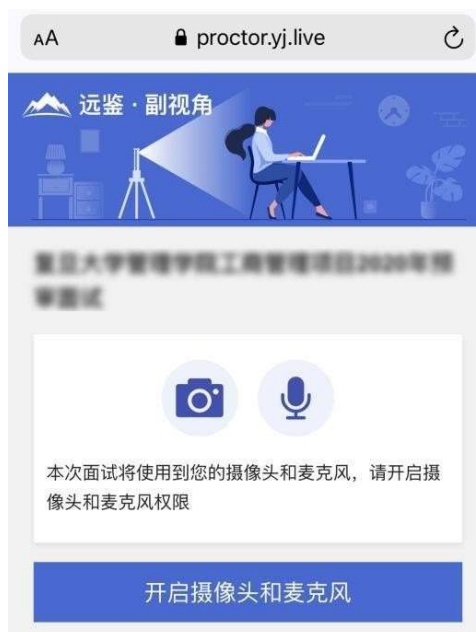 AA proctor.yj.live
远鉴 · 副视角
本次面试将使用到您的摄像头和麦克风，请开启摄
像头和麦克风权限
开启摄像头和麦克风